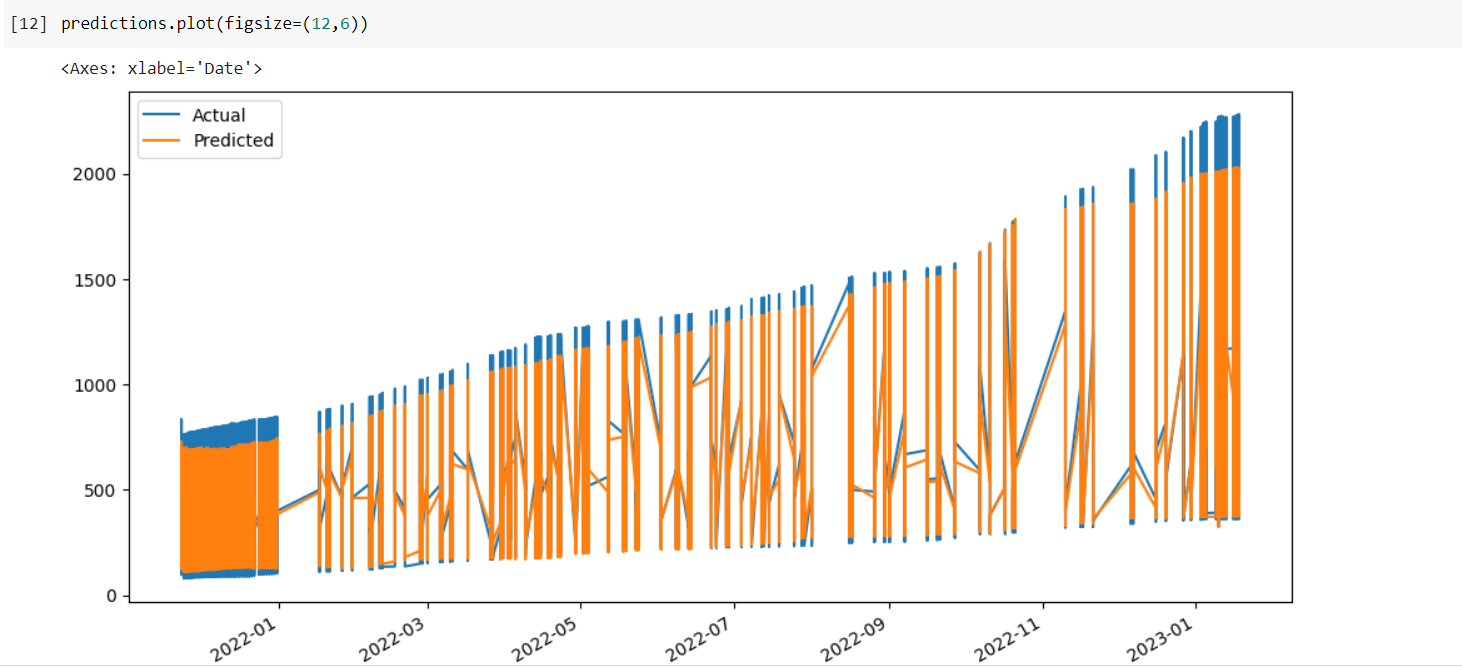 [12] predictions.plot(figsize=(12,6))
<Axes: xlabel='Date'>
Actual
Predicted
2000
1500
1000
500
0
2022-01 2022-03 2022-05 2022-07 2022-09 2022-11 2023-01